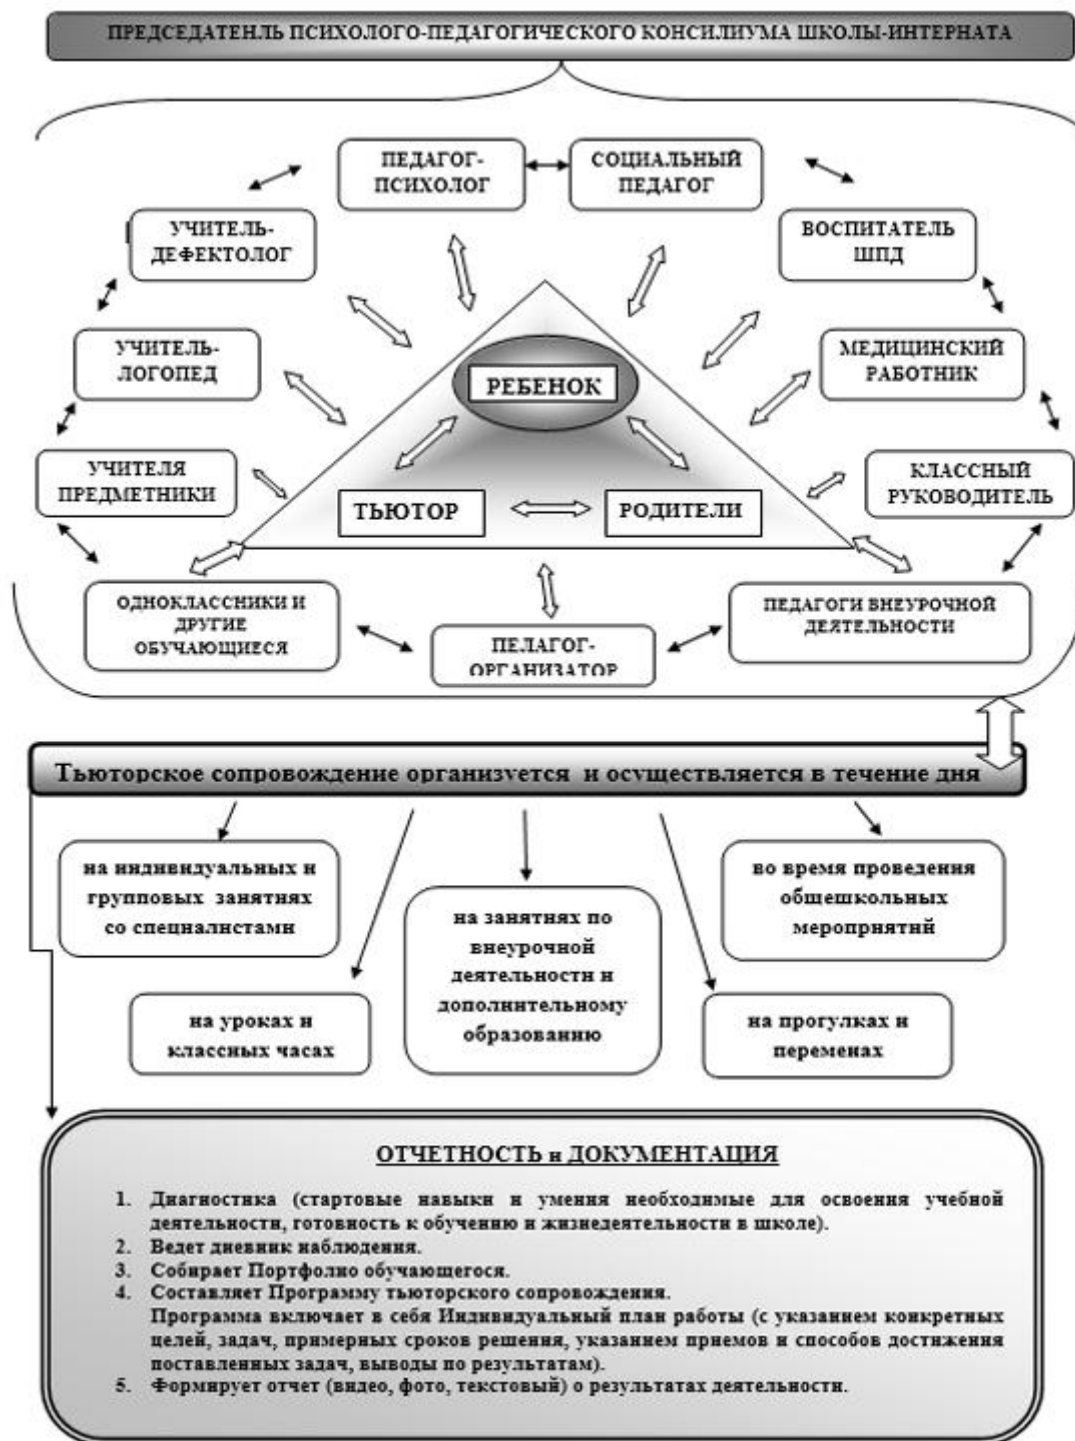 ПРЕДСЕДАТЕНЛЬ ПСИХОЛОГО-ПЕДАГОГИЧЕСКОГО КОНСИЛИУМА ШКОЛЫ-ИНТЕРНАТА
ПЕДАГОГ-
ПСИХОЛОГ
СОЦИАЛЬНЫЙ
ПЕДАГОГ
УЧИТЕЛЬ-
ДЕФЕКТОЛОГ
ВОСПИТАТЕЛЬ
ШПД
УЧИТЕЛЬ-
ЛОГОПЕД
МЕДИЦИНСКИЙ
РАБОТНИК
РЕБЕНОК
УЧИТЕЛЯ
ПРЕДМЕТНИКИ
КЛАССНЫЙ
РУКОВОДИТЕЛЬ
ТЬЮТОР
РОДИТЕЛИ
ОДНОКЛАССНИКИ И
ДРУГИЕ
ОБУЧАЮЩИЕСЯ
ПЕЛАГОГ-
ОРГАНИЗАТОР
ПЕДАГОГИ ВНЕУРОЧНОЙ
ДЕЯТЕЛЬНОСТИ
Тьюторское сопровождение организуется и осуществляется в течение дня
на индивидуальных и
групповых занятиях
со специалистами
на занятиях по
внеурочной
деятельности и
дополнительному
образованию
во время проведения
общешкольных
мероприятий
на уроках и
классных часах
на прогулках и
переменах
ОТЧЕТНОСТЬ и ДОКУМЕНТАЦИЯ
1. Диагностика (стартовые навыки и умения необходимые для освоения учебной
деятельности, готовность к обучению и жизнедеятельности в школе).
2. Ведет дневник наблюдения.
3. Собирает Портфолио обучающегося.
4. Составляет Программу тьюторского сопровождения.
Программа включает в себя Индивидуальный план работы (с указанием конкретных
целей, задач, примерных сроков решения, указанием приемов и способов достижения
поставленных задач, выводы по результатам).
5. Формирует отчет (видео, фото, текстовый) о результатах деятельности.